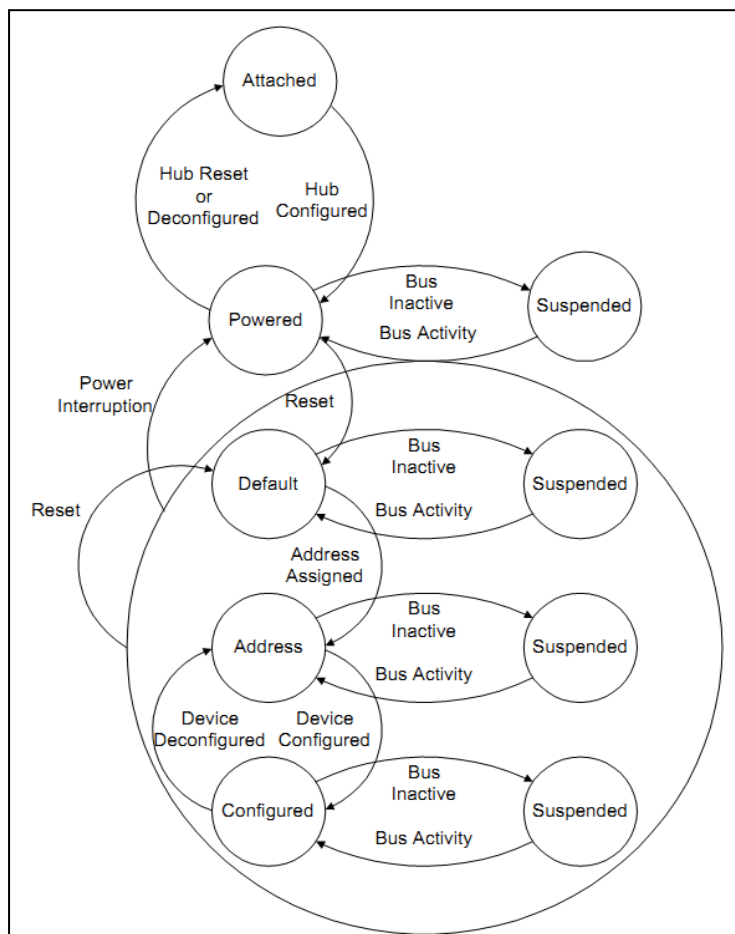 Attached
Hub Reset
or
Deconfigured
Hub
Configured
Powered
Bus
Inactive
Bus Activity
Suspended
Power
Interruption
Reset
Default
Bus
Inactive
Bus Activity
Suspended
Reset
Address
Assigned
Address
Bus
Inactive
Bus Activity
Suspended
Device
Deconfigured
Device
Configured
Configured
Bus
Inactive
Bus Activity
Suspended